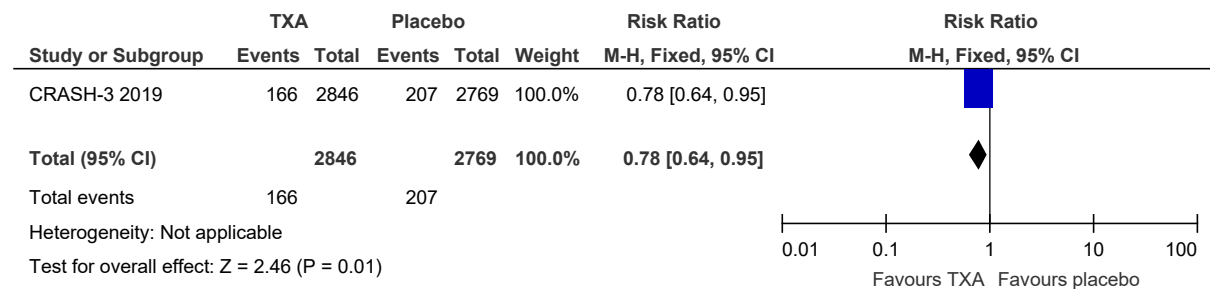 TXA Placebo Risk Ratio Risk Ratio
Study or Subgroup Events Total Events Total Weight M-H, Fixed, 95% CI M-H, Fixed, 95% CI
CRASH-3 2019 166 2846 207 2769 100.0% 0.78 [0.64, 0.95]
Total (95% CI) 2846 2769 100.0% 0.78 [0.64, 0.95]
Total events 166 207
Heterogeneity: Not applicable
Test for overall effect: Z = 2.46 (P = 0.01)
0.01 0.1 1 10 100
Favours TXA Favours placebo